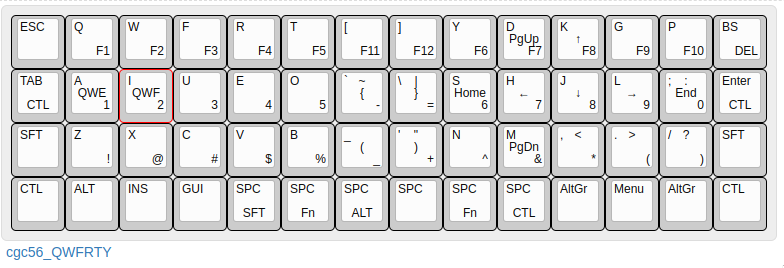 ESC Q W F R T [ ] Y D K G P BS
PgUp ↑
F1 F2 F3 F4 F5 F11 F12 F6 F7 F8 F9 F10 DEL
TAB A I U E O ` ~ \ | S H J L ; : Enter
QWE QWF { } Home ← ↓ → End
CTL 1 2 3 4 5 - = 6 7 8 9 0 CTL
SFT Z X C V B _ ' " N M , < . > / ? SFT
( ) PgDn
! @ # $ % _ + ^ & * ( )
CTL ALT INS GUI SPC SPC SPC SPC SPC SPC AltGr Menu AltGr CTL
SFT Fn ALT Fn CTL
cgc56_QWFRTY